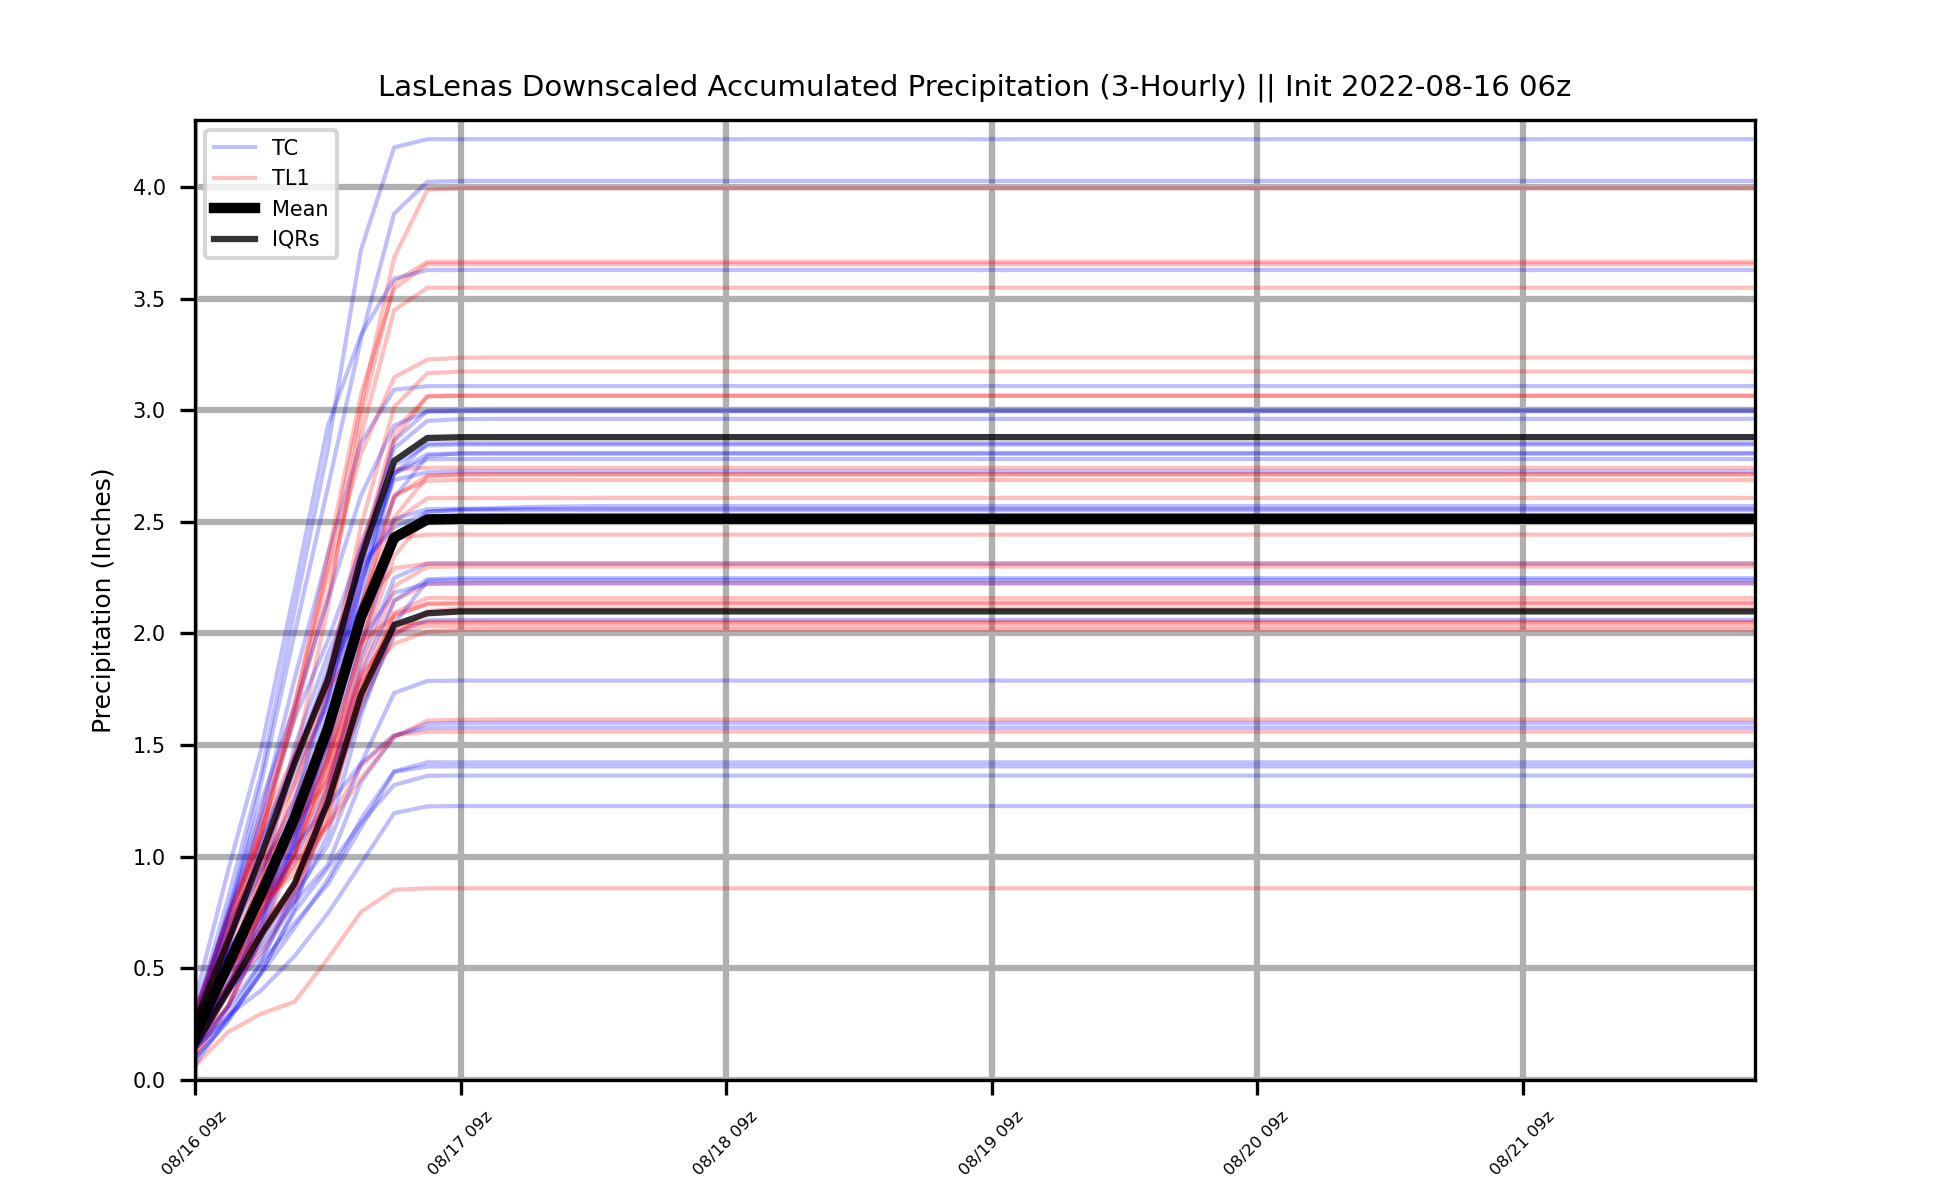 LasLenas Downscaled Accumulated Precipitation (3-Hourly) || Init 2022-08-16 06z
TC
TL1
Mean
IQRs
Precipitation (Inches)
4.0
3.5
3.0
2.5
2.0
1.5
1.0
0.5
0.0
08/16 09z
08/17 09z
08/18 09z
08/19 09z
08/20 09z
08/21 09z